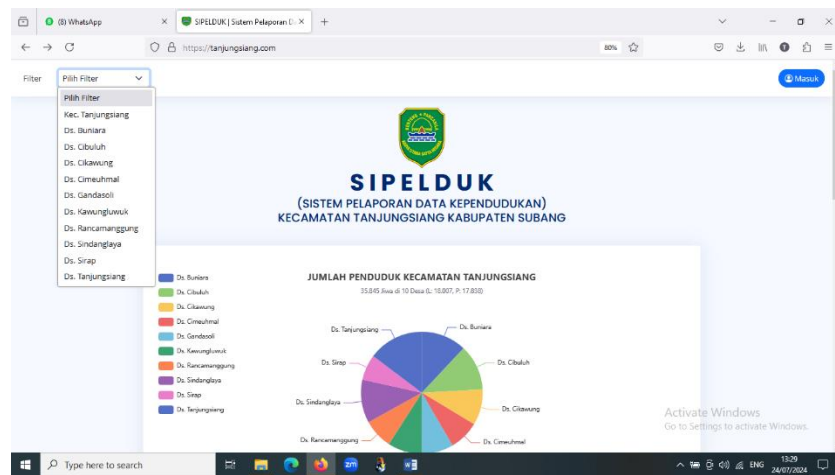 (8) WhatsApp
SIPELDUK | Sistem Pelaporan D
https://tanjungsiang.com
80%
Filter
Pilih Filter
Masuk
Pilih Filter
Kec. Tanjungsiang
Ds. Buniara
Ds. Cibuluh
Ds. Cikawung
Ds. Cimeuhmal
Ds. Gandasoli
Ds. Kawungluwuk
Ds. Rancamanggung
Ds. Sindanglaya
Ds. Sirap
Ds. Tanjungsiang
SIPELDUK
(SISTEM PELAPORAN DATA KEPENDUDUKAN)
KECAMATAN TANJUNGSIANG KABUPATEN SUBANG
Ds. Buniara
Ds. Cibuluh
Ds. Cikawung
Ds. Cimeuhmal
Ds. Gandasoli
Ds. Kawungluwuk
Ds. Rancamanggung
Ds. Sindanglaya
Ds. Sirap
Ds. Tanjungsiang
JUMLAH PENDUDUK KECAMATAN TANJUNGSIANG
35.845 Jiwa di 10 Desa (L: 18.007, P: 17.838)
Ds. Tanjungsiang
Ds. Buniara
Ds. Sirap
Ds. Cibuluh
Ds. Sindanglaya
Ds. Cikawung
Ds. Rancamanggung
Ds. Cimeuhmal
Activate Windows
Go to Settings to activate Windows.
Type here to search
zm
ENG
13:29
24/07/2024